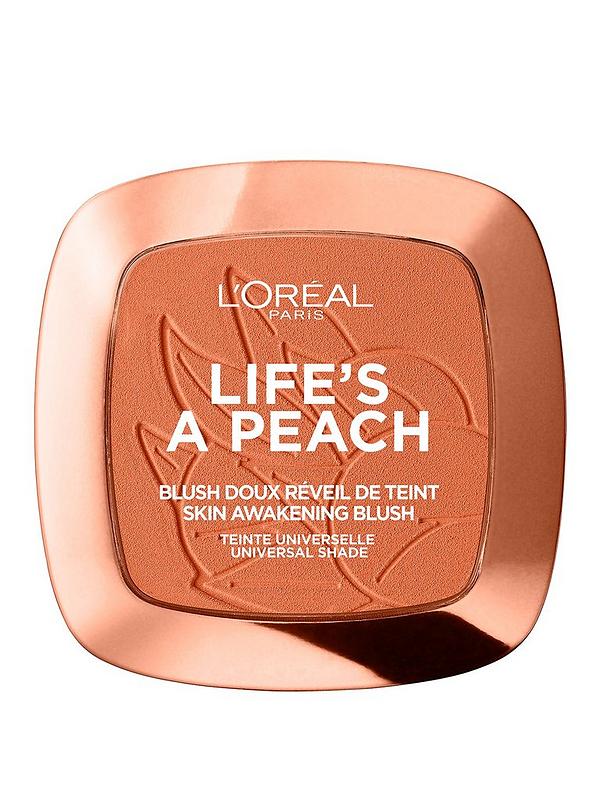 L'ORÉAL
PARIS
LIFE'S
A PEACH
BLUSH DOUX RÉVEIL DE TEINT
SKIN AWAKENING BLUSH
TEINTE UNIVERSELLE
UNIVERSAL SHADE